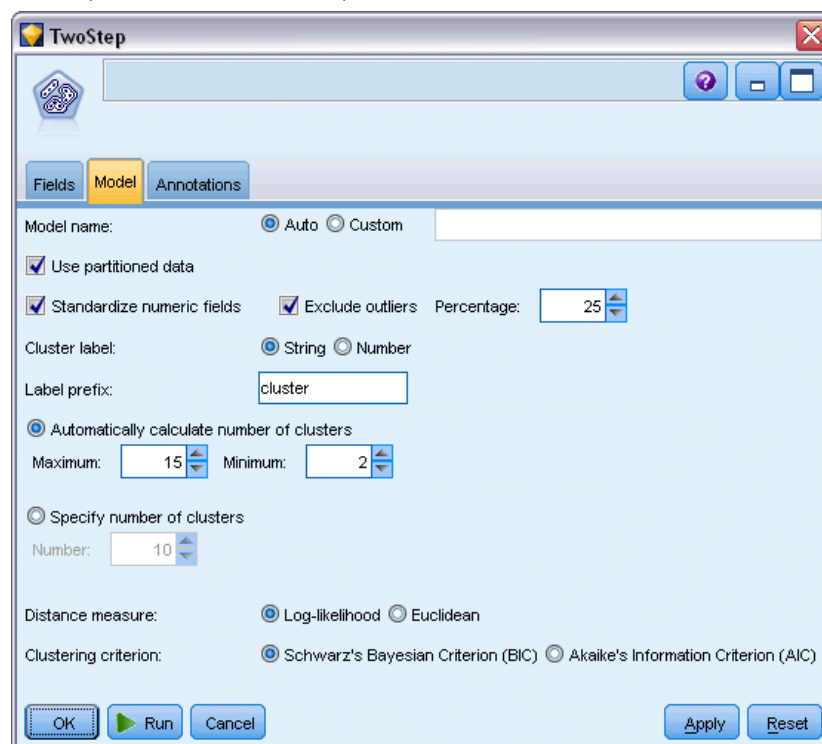 TwoStep
Fields Model Annotations
Model name: Auto Custom
Use partitioned data
Standardize numeric fields Exclude outliers Percentage: 25
Cluster label: String Number
Label prefix: cluster
Automatically calculate number of clusters
Maximum: 15 Minimum: 2
Specify number of clusters
Number: 10
Distance measure: Log-likelihood Euclidean
Clustering criterion: Schwarz's Bayesian Criterion (BIC) Akaike's Information Criterion (AIC)
OK Run Cancel Apply Reset